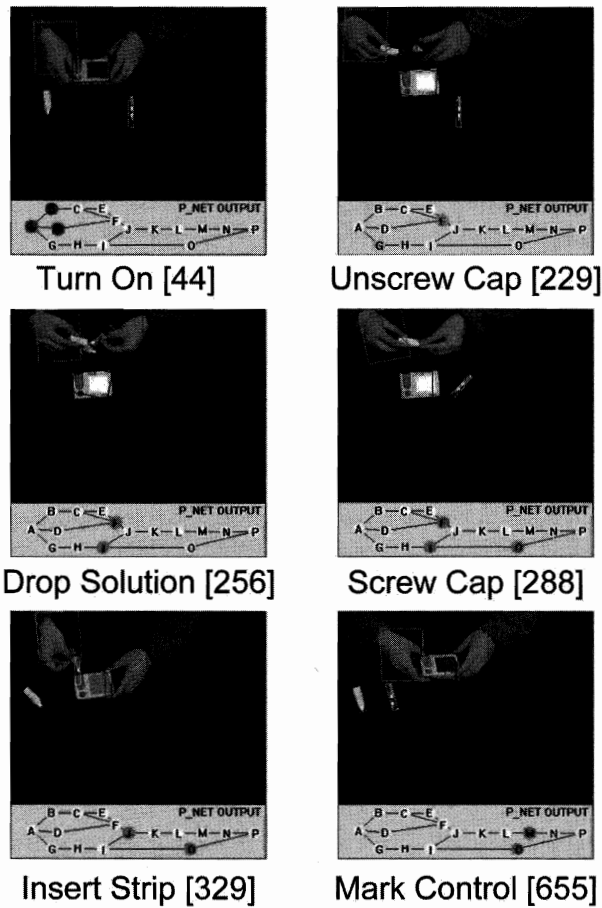 C E P_NET OUTPUT
F J K L M N P
G H I O
Turn On [44]
B C E P_NET OUTPUT
A D J K L M N P
G H I O
Unscrew Cap [229]
B C E P_NET OUTPUT
A D J K L M N P
G H O
Drop Solution [256]
B C E P_NET OUTPUT
A D J K L M N P
G H
Screw Cap [288]
B C E P_NET OUTPUT
A D F K L M N P
G H I
Insert Strip [329]
B C E P_NET OUTPUT
A D F J K L N P
G H I
Mark Control [655]